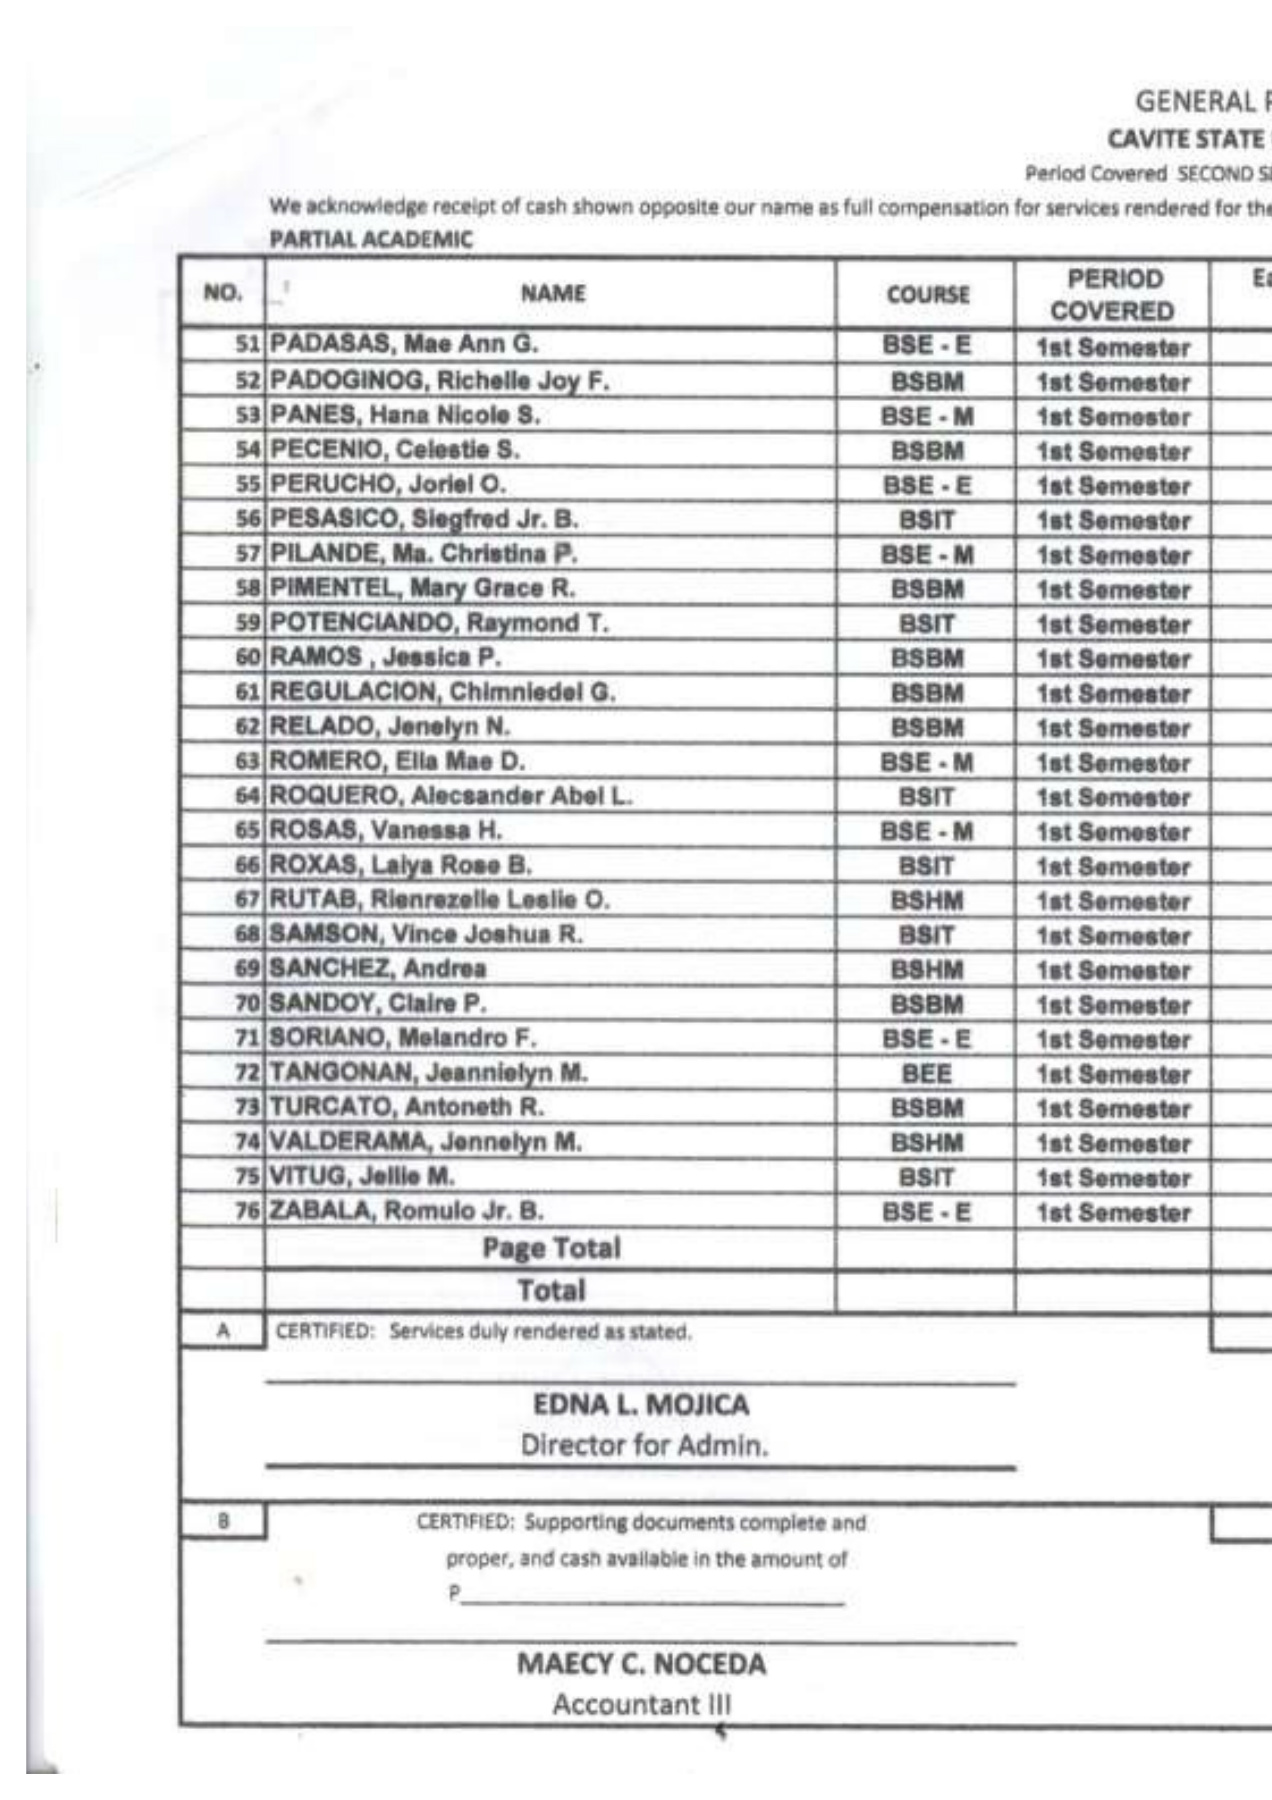 GENERAL
CAVITE STATE
Period Covered SECOND
We acknowledge receipt of cash shown opposite our name as full compensation for services rendered for the
PARTIAL ACADEMIC
NO. NAME COURSE PERIOD COVERED
51 PADASAS, Mae Ann G. BSE - E 1st Semester
52 PADOGINOG, Richelle Joy F. BSBM 1st Semester
53 PANES, Hana Nicole S. BSE - M 1st Semester
54 PECENIO, Celestie S. BSBM 1st Semester
55 PERUCHO, Joriel O. BSE - E 1st Semester
56 PESASICO, Siegfred Jr. B. BSIT 1st Semester
57 PILANDE, Ma. Christina P. BSE - M 1st Semester
58 PIMENTEL, Mary Grace R. BSBM 1st Semester
59 POTENCIANDO, Raymond T. BSIT 1st Semester
60 RAMOS , Jessica P. BSBM 1st Semester
61 REGULACION, Chimniedel G. BSBM 1st Semester
62 RELADO, Jenelyn N. BSBM 1st Semester
63 ROMERO, Ella Mae D. BSE - M 1st Semester
64 ROQUERO, Alecsander Abel L. BSIT 1st Semester
65 ROSAS, Vanessa H. BSE - M 1st Semester
66 ROXAS, Laiya Rose B. BSIT 1st Semester
67 RUTAB, Rienrezelle Leslie O. BSHM 1st Semester
68 SAMSON, Vince Joshua R. BSIT 1st Semester
69 SANCHEZ, Andrea BSHM 1st Semester
70 SANDOY, Claire P. BSBM 1st Semester
71 SORIANO, Melandro F. BSE - E 1st Semester
72 TANGONAN, Jeannielyn M. BEE 1st Semester
73 TURCATO, Antoneth R. BSBM 1st Semester
74 VALDERAMA, Jennelyn M. BSHM 1st Semester
75 VITUG, Jellie M. BSIT 1st Semester
76 ZABALA, Romulo Jr. B. BSE - E 1st Semester
Page Total
Total
A CERTIFIED: Services duly rendered as stated.
EDNA L. MOJICA
Director for Admin.
B CERTIFIED: Supporting documents complete and
proper, and cash available in the amount of
P
MAECY C. NOCEDA
Accountant III